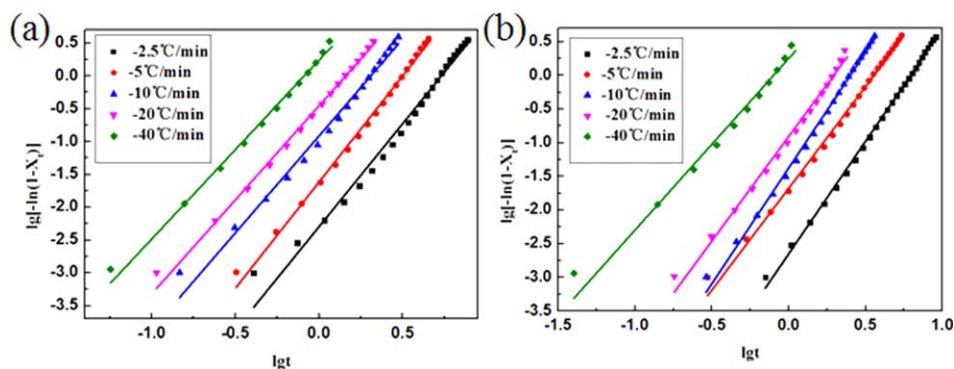 (a)
lg[-ln(1-Xt)]
0.5
0.0
-0.5
-1.0
-1.5
-2.0
-2.5
-3.0
-3.5
-2.5℃/min
-5℃/min
-10℃/min
-20℃/min
-40℃/min
-1.0
-0.5
0.0
0.5
lgt
(b)
lg[-ln(1-Xt)]
0.5
0.0
-0.5
-1.0
-1.5
-2.0
-2.5
-3.0
-3.5
-2.5℃/min
-5℃/min
-10℃/min
-20℃/min
-40℃/min
-1.5
-1.0
-0.5
0.0
0.5
1.0
lgt